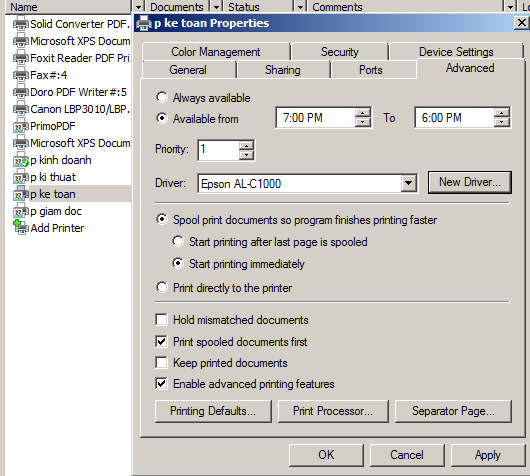 Name Documents Status Comments
p ke toan Properties
Solid Converter PDF.
Microsoft XPS Docum
Foxit Reader PDF Pri
Fax#:4
Doro PDF Writer#:5
Canon LBP3010/LBP.
PrimoPDF
Microsoft XPS Docum
p kinh doanh
p ki thuat
p ke toan
p giam doc
Add Printer
Color Management Security Device Settings
General Sharing Ports Advanced
Always available
Available from 7:00 PM To 6:00 PM
Priority: 1
Driver: Epson AL-C1000 New Driver...
Spool print documents so program finishes printing faster
Start printing after last page is spooled
Start printing immediately
Print directly to the printer
Hold mismatched documents
Print spooled documents first
Keep printed documents
Enable advanced printing features
Printing Defaults... Print Processor... Separator Page...
OK Cancel Apply